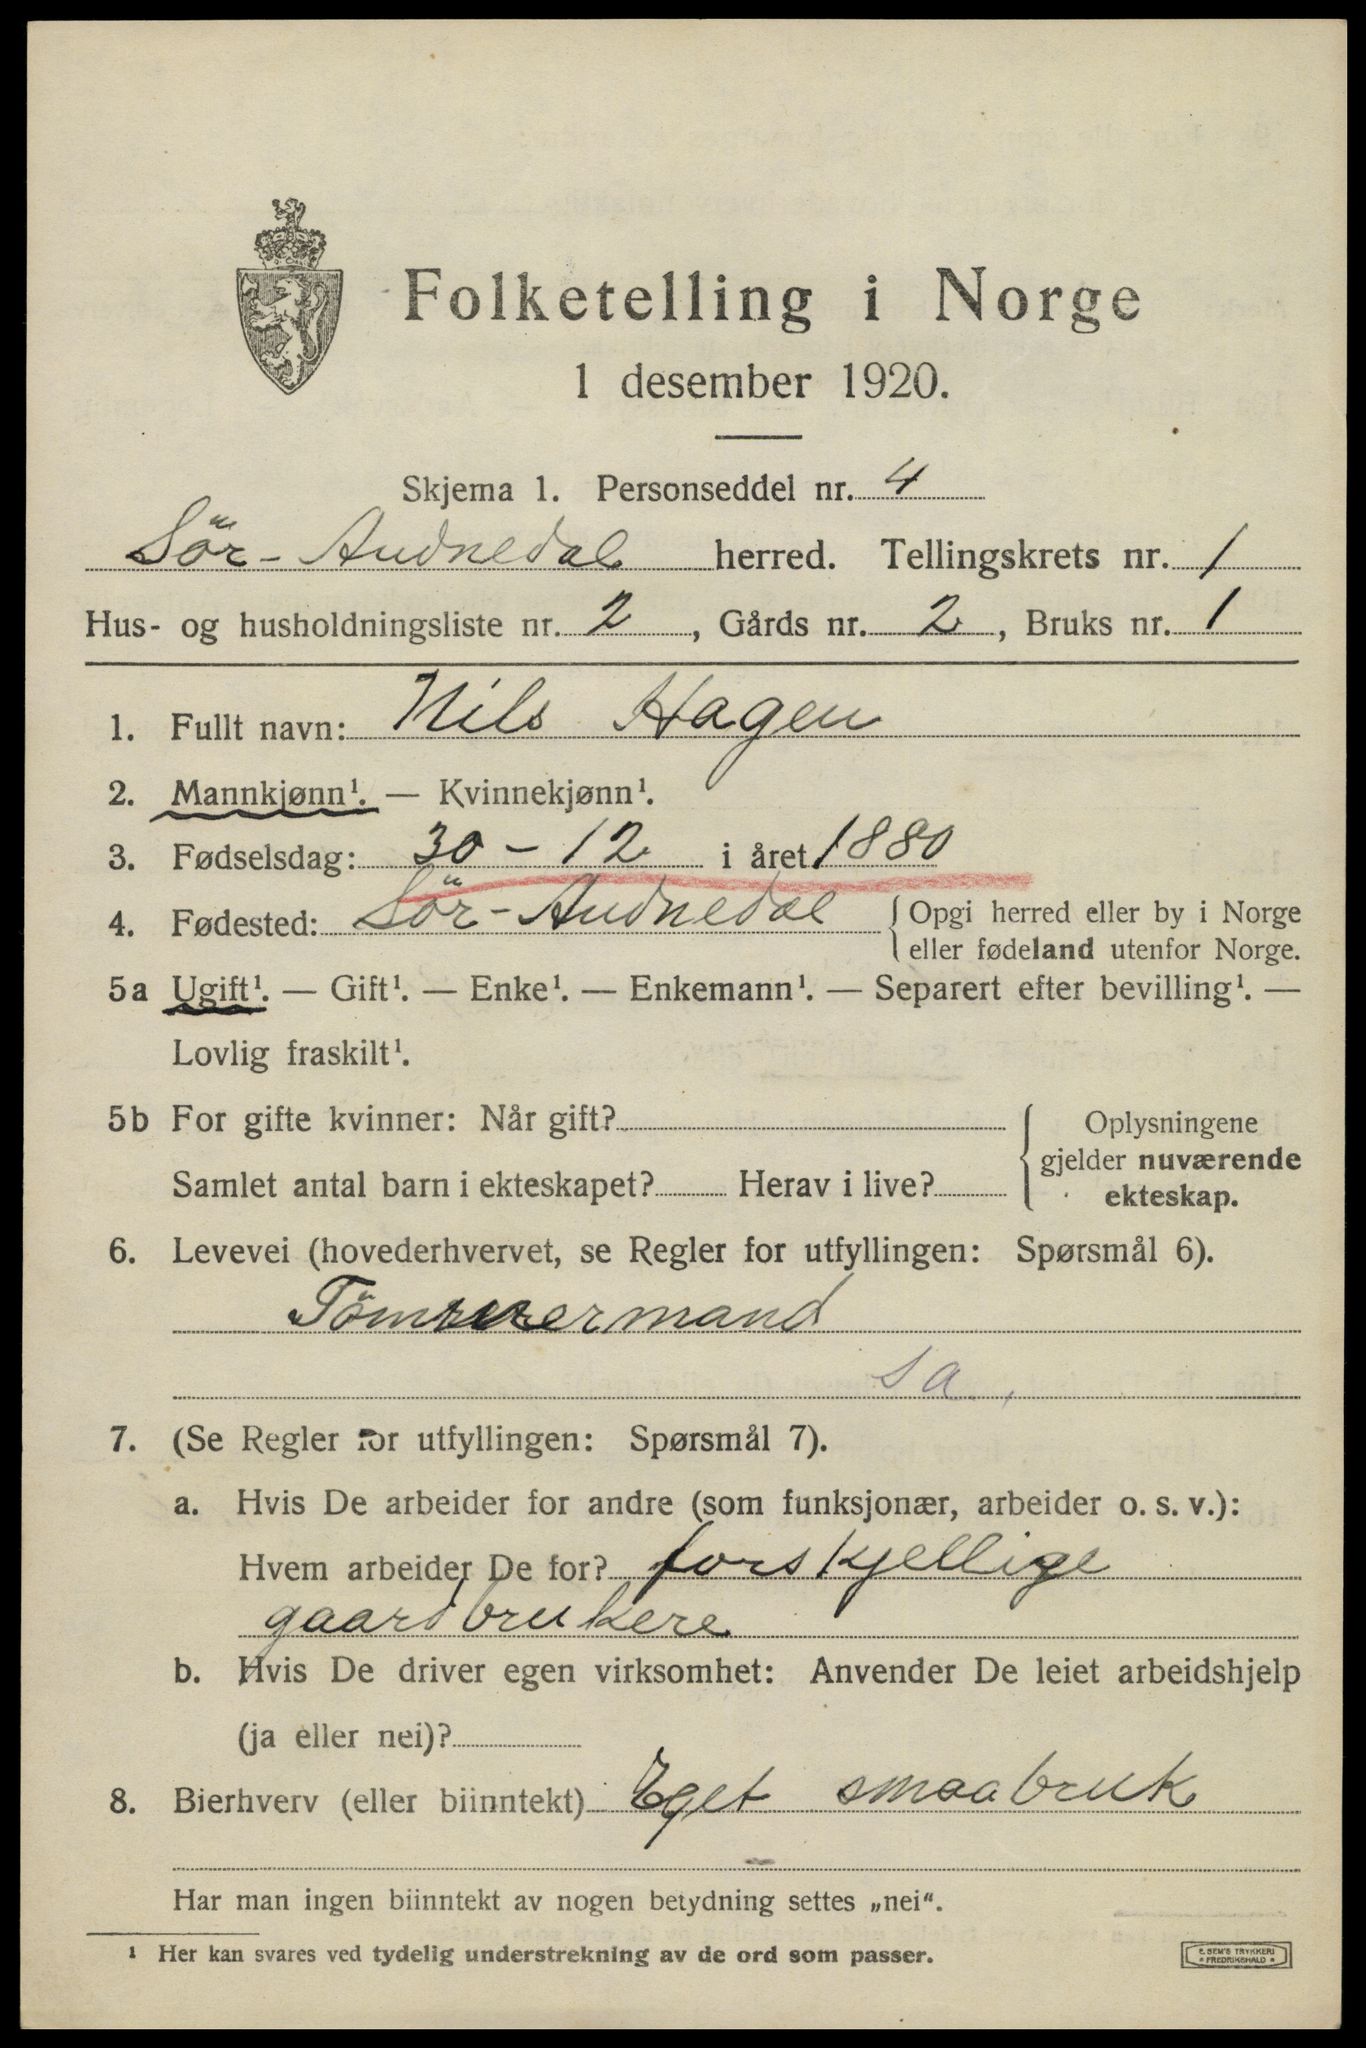 Folketelling i Norge
1 desember 1920.
Skjema 1. Personseddel nr. 4
Sör-Audnedal herred. Tellingskrets nr. 1
Hus- og husholdningsliste nr. 2, Gårds nr. 2, Bruks nr. 1
1. Fullt navn: Nils Hagen
2. Mannkjønn¹. — Kvinnekjønn¹.
3. Fødselsdag: 30 - 12 i året 1880
4. Fødested: Sör-Audnedal { Opgi herred eller by i Norge
eller fødeland utenfor Norge.
5a Ugift¹. — Gift¹. — Enke¹. — Enkemann¹. — Separert efter bevilling¹. —
Lovlig fraskilt¹.
5b For gifte kvinner: Når gift?
Samlet antal barn i ekteskapet? Herav i live?
Oplysningene
gjelder nuværende
ekteskap.
6. Levevei (hovederhvervet, se Regler for utfyllingen: Spørsmål 6).
Tömmermand
sa.
7. (Se Regler for utfyllingen: Spørsmål 7).
a. Hvis De arbeider for andre (som funksjonær, arbeider o. s. v.):
Hvem arbeider De for? forskjellige
gaardbrukere
b. Hvis De driver egen virksomhet: Anvender De leiet arbeidshjelp
(ja eller nei)?
8. Bierhverv (eller biinntekt) Eget smaabruk
Har man ingen biinntekt av nogen betydning settes „nei“.
¹ Her kan svares ved tydelig understrekning av de ord som passer.
E. SEM'S TRYKKERI
* FREDRIKSHALD *